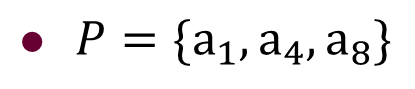 • P = {a₁, a₄, a₈}